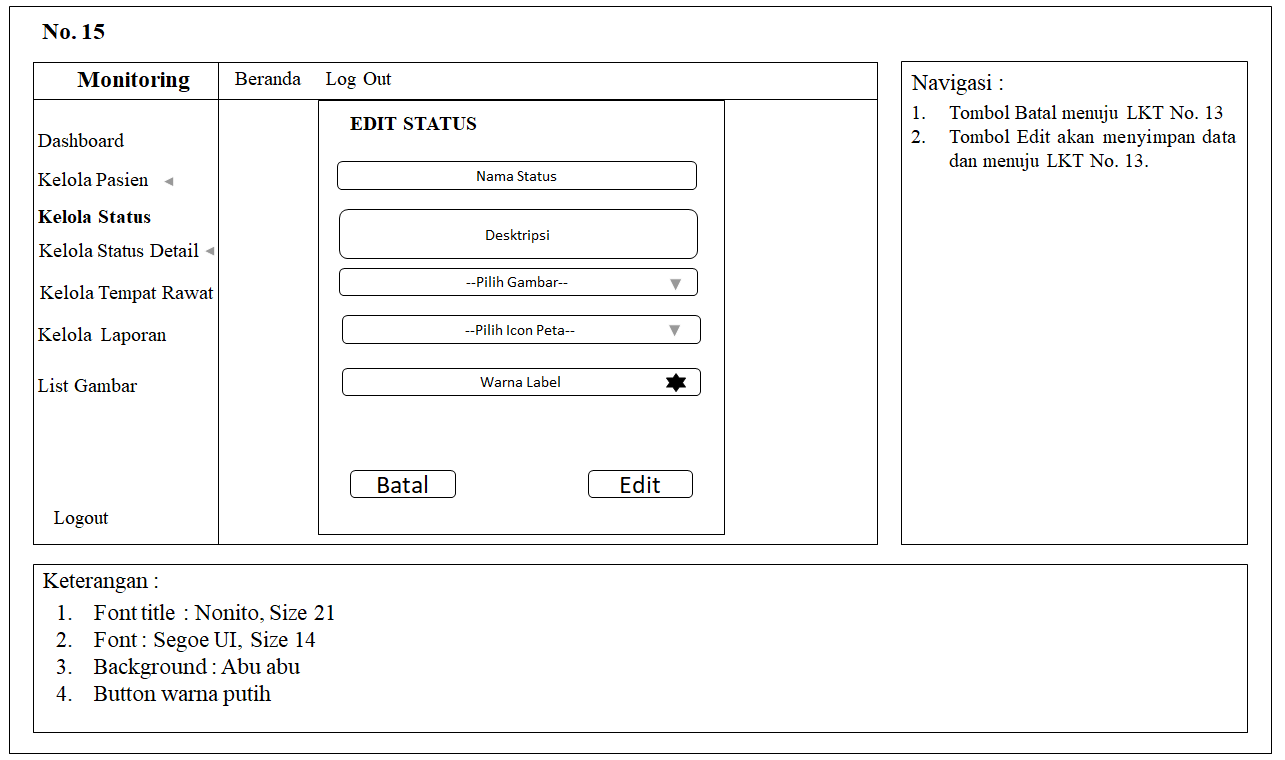 No. 15
Monitoring
Beranda
Log Out
Dashboard
Kelola Pasien
Kelola Status
Kelola Status Detail
Kelola Tempat Rawat
Kelola Laporan
List Gambar
Logout
EDIT STATUS
Nama Status
Desktripsi
--Pilih Gambar--
--Pilih Icon Peta--
Warna Label
Batal
Edit
Navigasi :
1. Tombol Batal menuju LKT No. 13
2. Tombol Edit akan menyimpan data
dan menuju LKT No. 13.
Keterangan :
1. Font title : Nonito, Size 21
2. Font : Segoe UI, Size 14
3. Background : Abu abu
4. Button warna putih